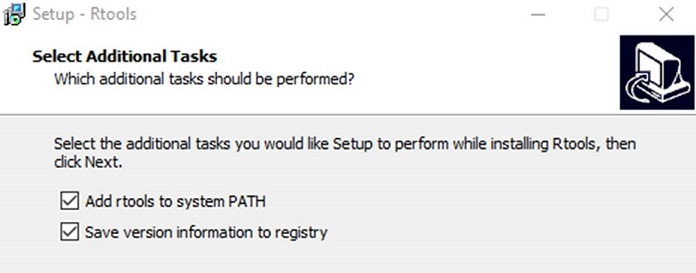 Setup - Rtools
Select Additional Tasks
Which additional tasks should be performed?
Select the additional tasks you would like Setup to perform while installing Rtools, then
click Next.
Add rtools to system PATH
Save version information to registry